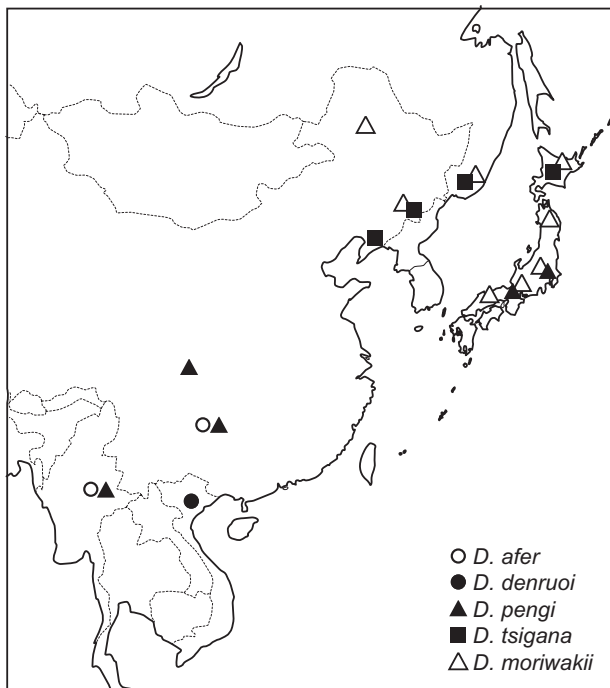 D. afer
D. denruoi
D. pengi
D. tsigana
D. moriwakii